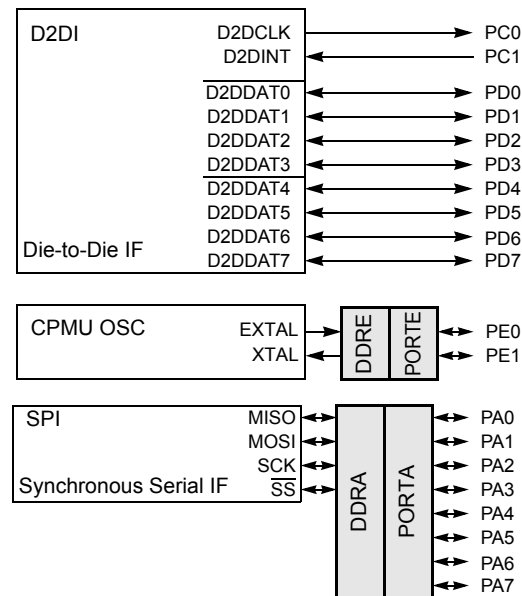 D2DI D2DCLK PC0
D2DINT PC1
D2DDAT0 PD0
D2DDAT1 PD1
D2DDAT2 PD2
D2DDAT3 PD3
D2DDAT4 PD4
D2DDAT5 PD5
D2DDAT6 PD6
Die-to-Die IF D2DDAT7 PD7
CPMU OSC EXTAL DDRE PORTE PE0
XTAL PE1
SPI MISO PA0
MOSI PA1
SCK PA2
Synchronous Serial IF SS DDRA PORTA PA3
PA4
PA5
PA6
PA7